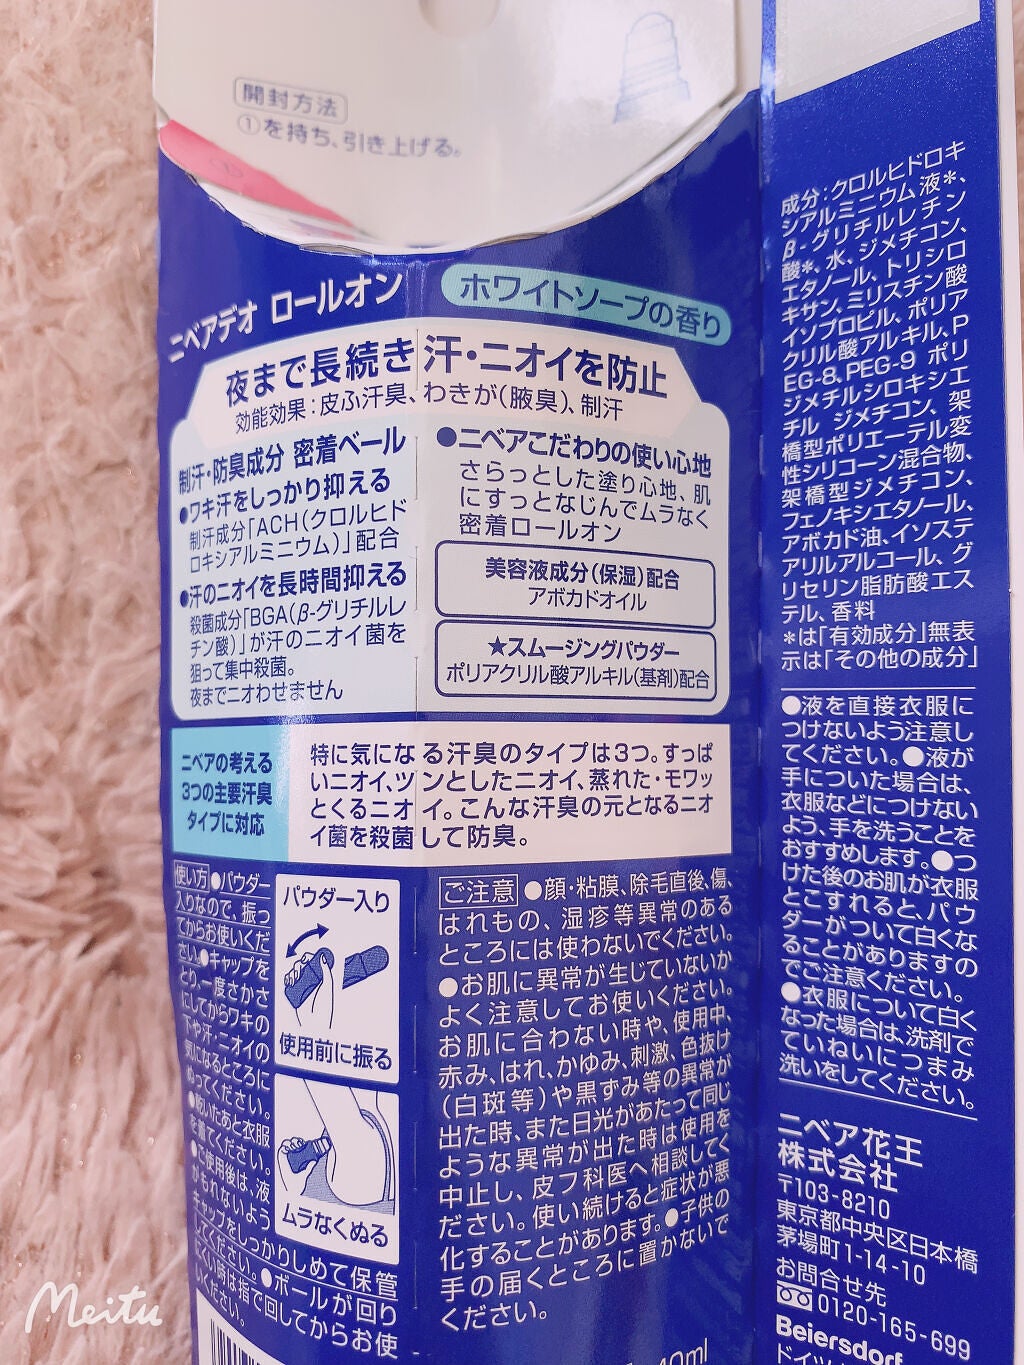 開封方法
①を持ち、引き上げる。
ニベアデオ ロールオン
ホワイトソープの香り
夜まで長続き 汗・ニオイを防止
効能効果：皮ふ汗臭、わきが（腋臭）、制汗
制汗・防臭成分 密着ベール
●ワキ汗をしっかり抑える
制汗成分「ACH（クロルヒド
ロキシアルミニウム）」配合
●汗のニオイを長時間抑える
殺菌成分「BGA（β-グリチルレ
チン酸）」が汗のニオイ菌を
狙って集中殺菌。
夜までニオわせません
●ニベアこだわりの使い心地
さらっとした塗り心地、肌
にすっとなじんでムラなく
密着ロールオン
美容液成分（保湿）配合
アボカドオイル
★スムージングパウダー
ポリアクリル酸アルキル（基剤）配合
ニベアの考える
3つの主要汗臭
タイプに対応
特に気になる汗臭のタイプは3つ。すっぱ
いニオイ、ツンとしたニオイ、蒸れた・モワッ
とくるニオイ。こんな汗臭の元となるニオ
イ菌を殺菌して防臭。
使い方 ●パウダー
入りなので、振っ
てからお使いくだ
さい。●キャップを
とり、一度さかさ
にしてからワキの
下や汗・ニオイの
気になるところに
ぬってください。
●乾いたあと衣服
を着てください。
●ご使用後は、液
がもれないよう
キャップをしっかりしめて保管
してください。●ボールが回り
にくい時は指で回してからお使
いください。
パウダー入り
使用前に振る
ムラなくぬる
ご注意 ●顔・粘膜、除毛直後、傷、
はれもの、湿疹等異常のある
ところには使わないでください。
●お肌に異常が生じていないか
よく注意してお使いください。
お肌に合わない時や、使用中、
赤み、はれ、かゆみ、刺激、色抜け
（白斑等）や黒ずみ等の異常が
出た時、また日光があたって同じ
ような異常が出た時は使用を
中止し、皮フ科医へ相談してく
ださい。使い続けると症状が悪
化することがあります。●子供の
手の届くところに置かないで
ください。
40ml
成分：クロルヒドロキ
シアルミニウム液＊、
β-グリチルレチン
酸＊、水、ジメチコン、
エタノール、トリシロ
キサン、ミリスチン酸
イソプロピル、ポリア
クリル酸アルキル、P
EG-8、PEG-9 ポリ
ジメチルシロキシエ
チル ジメチコン、架
橋型ポリエーテル変
性シリコーン混合物、
架橋型ジメチコン、
フェノキシエタノール、
アボカド油、イソステ
アリルアルコール、グ
リセリン脂肪酸エス
テル、香料
＊は「有効成分」無表
示は「その他の成分」
●液を直接衣服に
つけないよう注意し
てください。●液が
手についた場合は、
衣服などにつけない
よう、手を洗うことを
おすすめします。●つ
けた後のお肌が衣服
とこすれると、パウ
ダーがついて白くな
ることがありますの
でご注意ください。
●衣服について白く
なった場合は、洗剤で
ていねいにつまみ
洗いをしてください。
ニベア花王
株式会社
〒103-8210
東京都中央区日本橋
茅場町1-14-10
お問合せ先
0120-165-699
Beiersdorf
Meitu